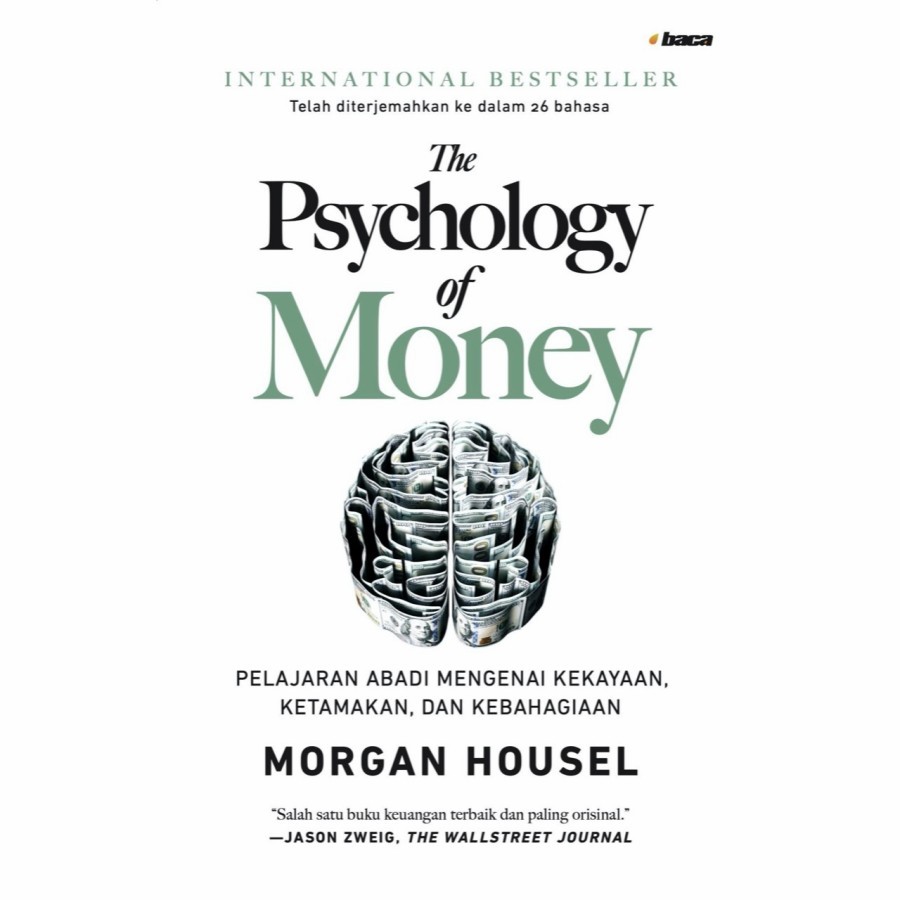 baca
INTERNATIONAL BESTSELLER
Telah diterjemahkan ke dalam 26 bahasa
The
Psychology
of
Money
PELAJARAN ABADI MENGENAI KEKAYAAN,
KETAMAKAN, DAN KEBAHAGIAAN
MORGAN HOUSEL
“Salah satu buku keuangan terbaik dan paling orisinal.”
—JASON ZWEIG, THE WALLSTREET JOURNAL